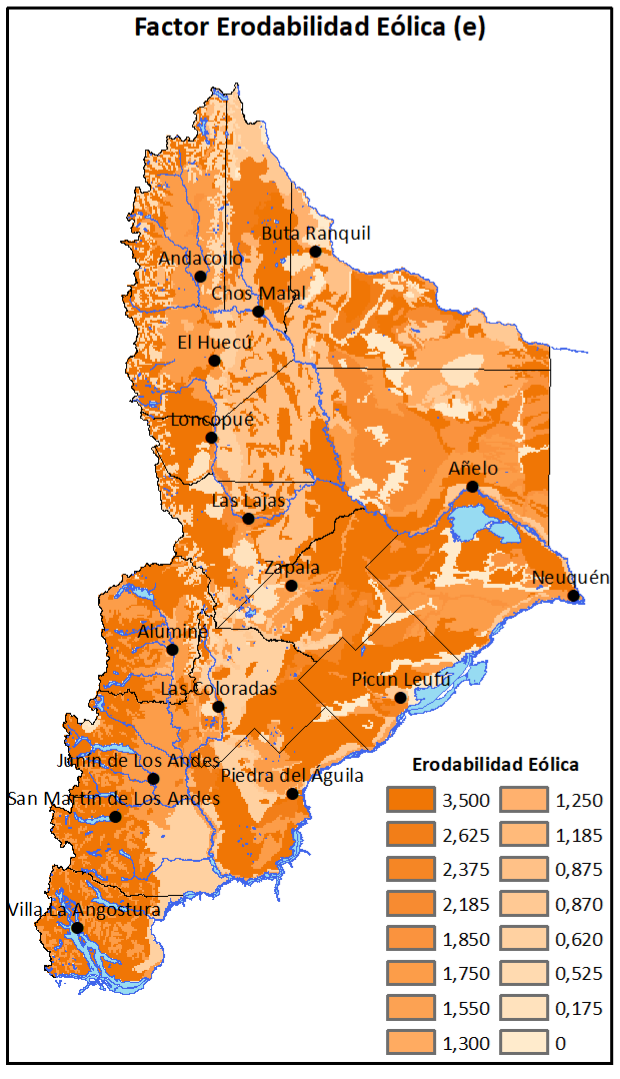 Factor Erodabilidad Eólica (e)
Buta Ranquil
Andacollo
Chos Malal
El Huecú
Loncopué
Añelo
Las Lajas
Zapala
Neuquén
Aluminé
Picún Leufú
Las Coloradas
Junín de Los Andes
Piedra del Águila
San Martín de Los Andes
Villa La Angostura
Erodabilidad Eólica
3,500 1,250
2,625 1,185
2,375 0,875
2,185 0,870
1,850 0,620
1,750 0,525
1,550 0,175
1,300 0